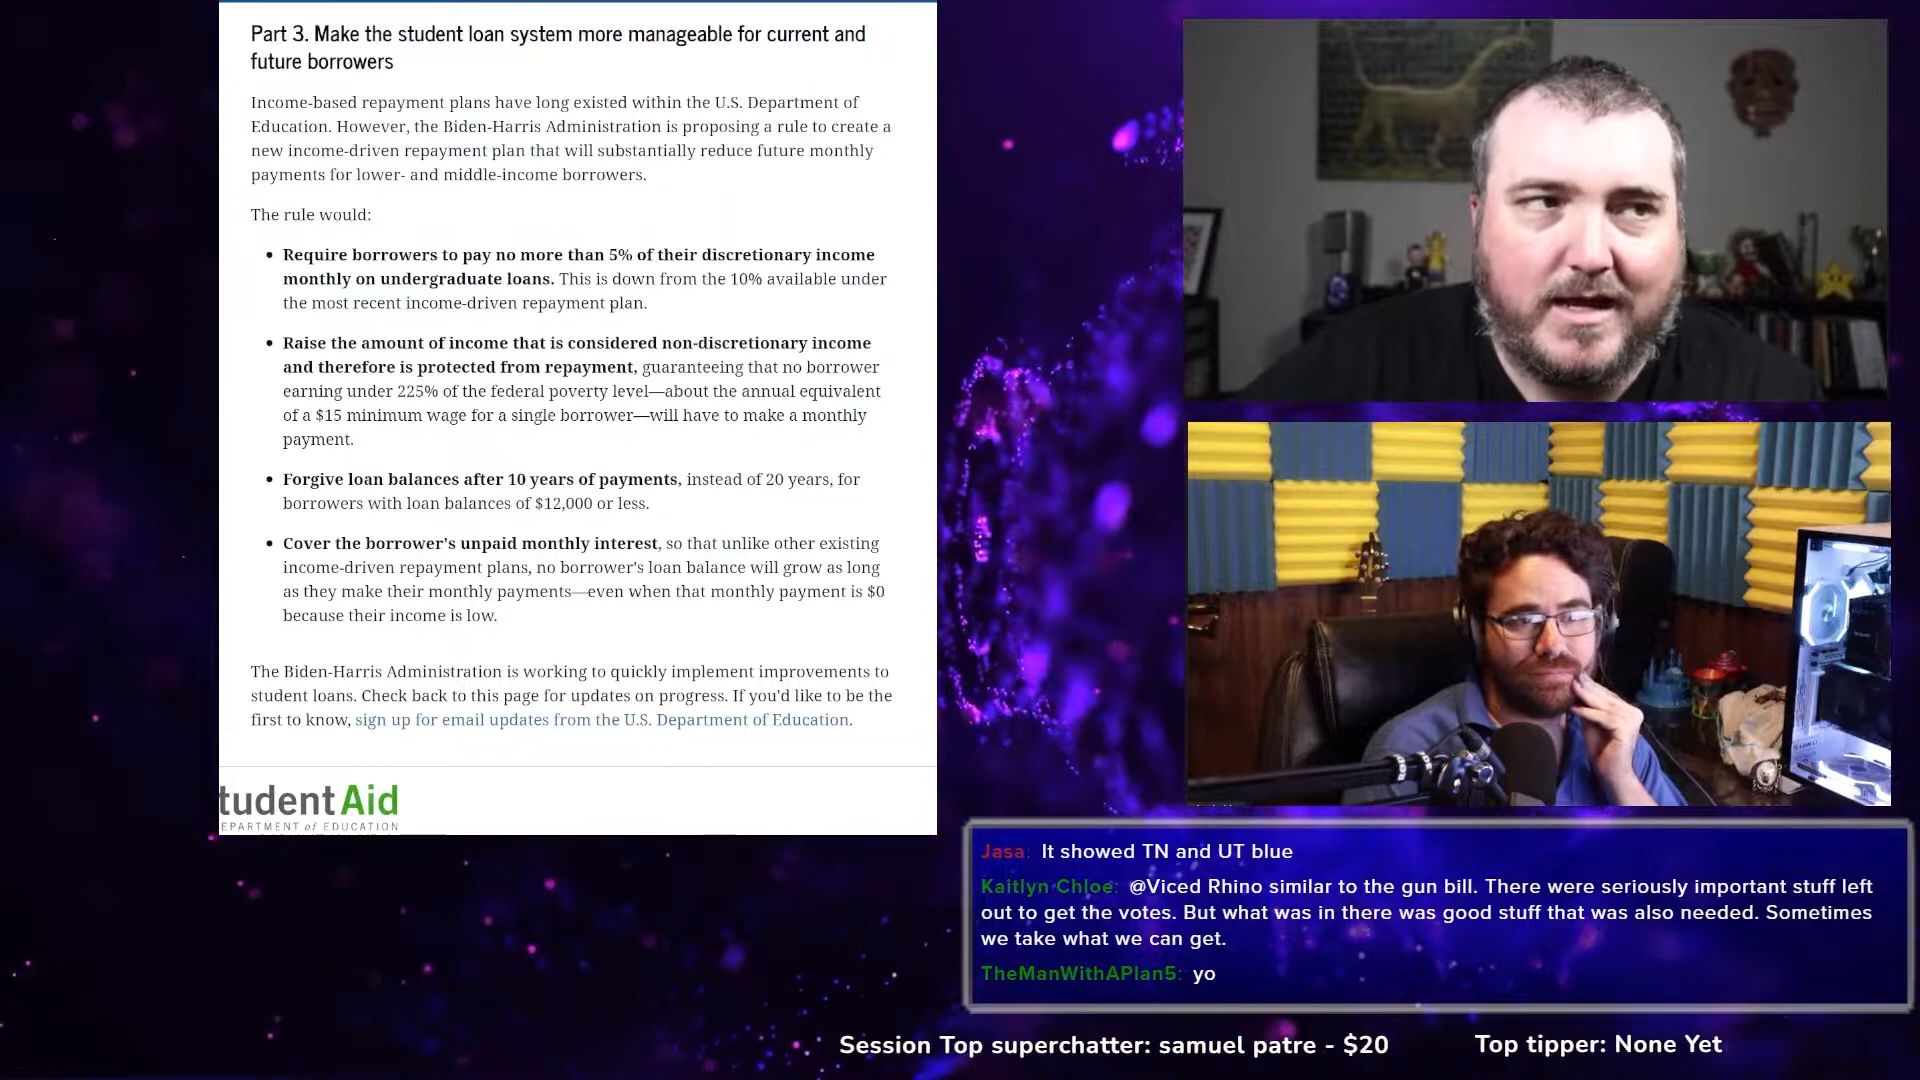 Part 3. Make the student loan system more manageable for current and
future borrowers
Income-based repayment plans have long existed within the U.S. Department of
Education. However, the Biden-Harris Administration is proposing a rule to create a
new income-driven repayment plan that will substantially reduce future monthly
payments for lower- and middle-income borrowers.
The rule would:
• Require borrowers to pay no more than 5% of their discretionary income
monthly on undergraduate loans. This is down from the 10% available under
the most recent income-driven repayment plan.
• Raise the amount of income that is considered non-discretionary income
and therefore is protected from repayment, guaranteeing that no borrower
earning under 225% of the federal poverty level—about the annual equivalent
of a $15 minimum wage for a single borrower—will have to make a monthly
payment.
• Forgive loan balances after 10 years of payments, instead of 20 years, for
borrowers with loan balances of $12,000 or less.
• Cover the borrower's unpaid monthly interest, so that unlike other existing
income-driven repayment plans, no borrower's loan balance will grow as long
as they make their monthly payments—even when that monthly payment is $0
because their income is low.
The Biden-Harris Administration is working to quickly implement improvements to
student loans. Check back to this page for updates on progress. If you'd like to be the
first to know, sign up for email updates from the U.S. Department of Education.
tudentAid
EPARTMENT of EDUCATION
Jasa: It showed TN and UT blue
Kaitlyn Chloe: @Viced Rhino similar to the gun bill. There were seriously important stuff left
out to get the votes. But what was in there was good stuff that was also needed. Sometimes
we take what we can get.
TheManWithAPlan5: yo
Session Top superchatter: samuel patre - $20
Top tipper: None Yet